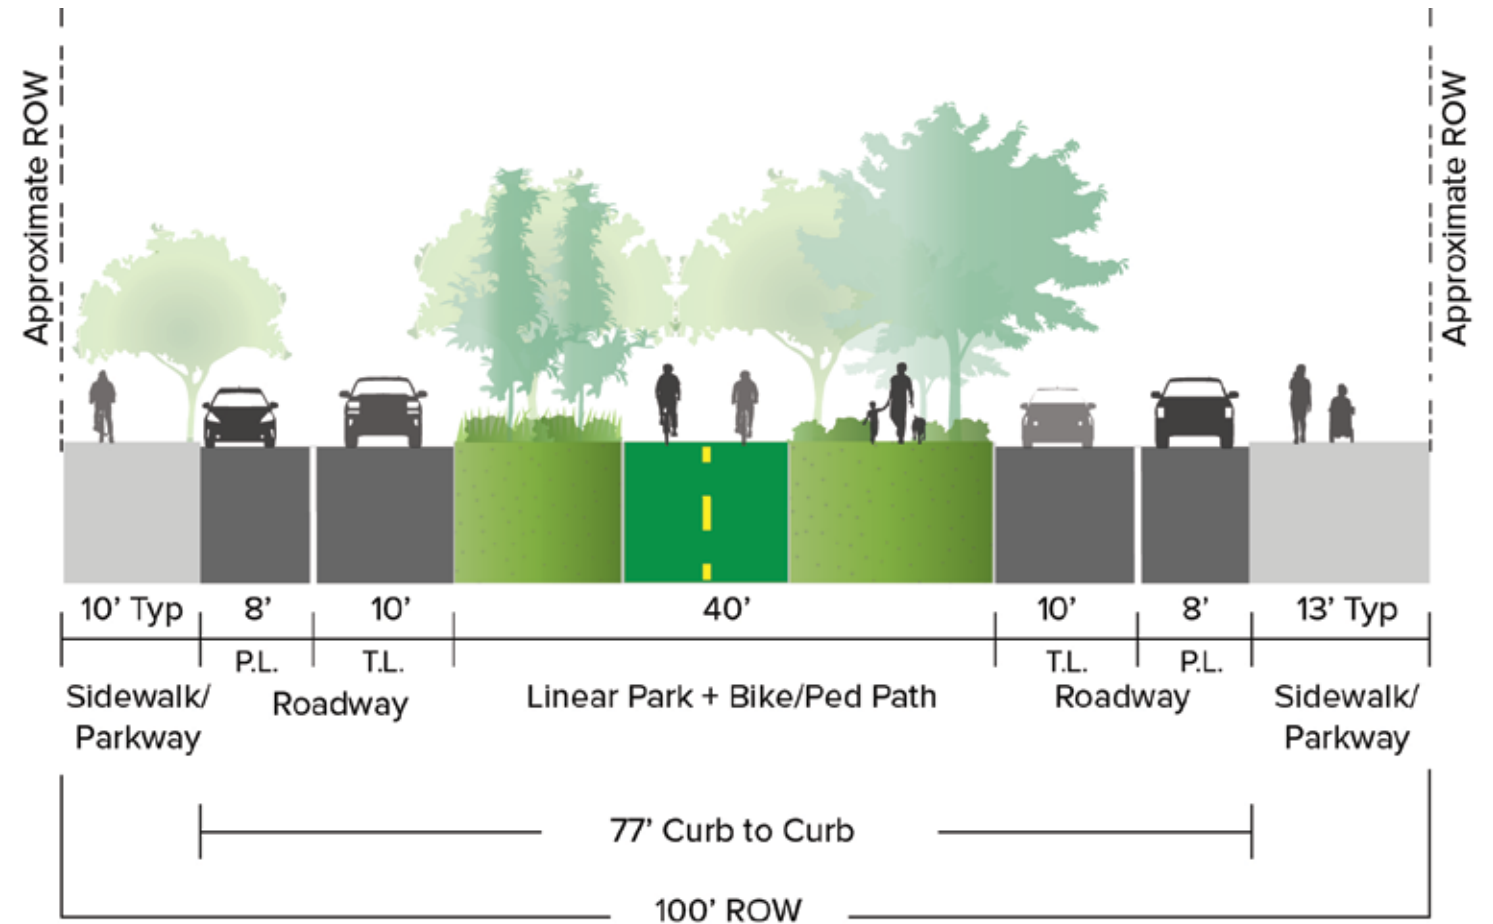 Approximate ROW
Approximate ROW
10’ Typ 8’ 10’ 40’ 10’ 8’ 13’ Typ
P.L. T.L. T.L. P.L.
Sidewalk/
Parkway
Roadway
Linear Park + Bike/Ped Path
Roadway
Sidewalk/
Parkway
77’ Curb to Curb
100’ ROW